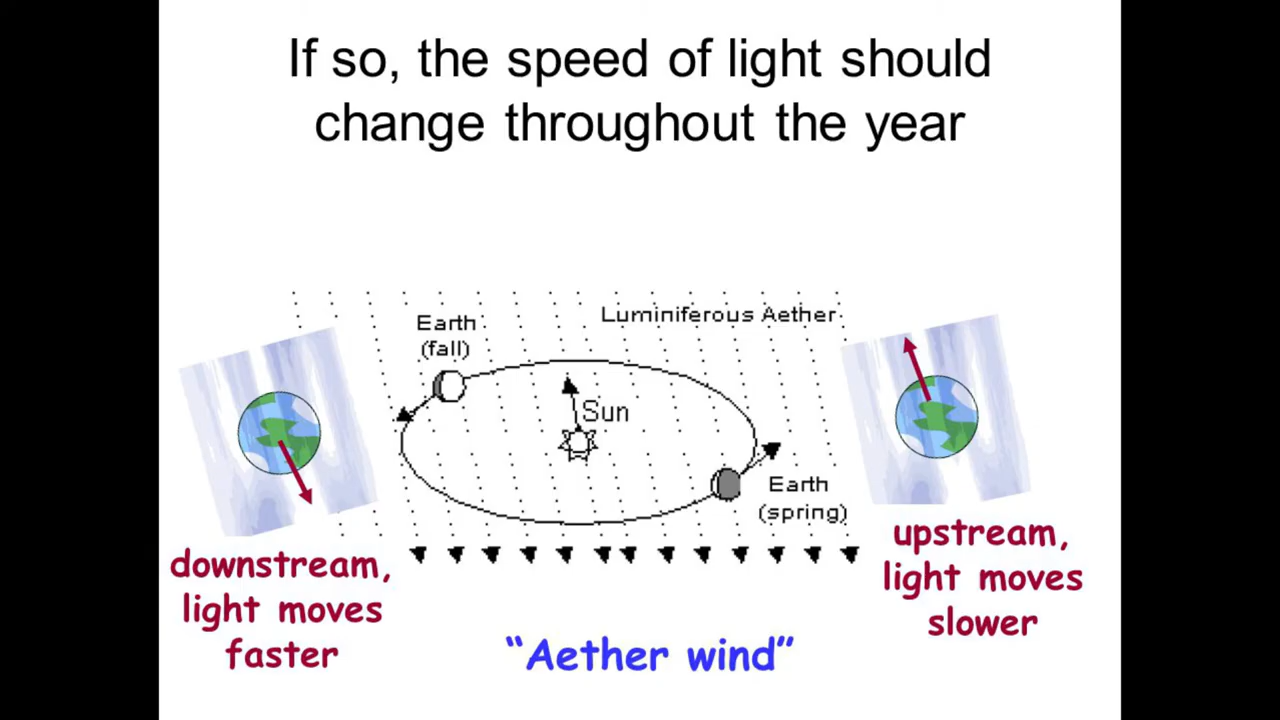 If so, the speed of light should
change throughout the year
Luminiferous Aether
Earth
(fall)
Sun
Earth
(spring)
downstream,
light moves
faster
upstream,
light moves
slower
“Aether wind”